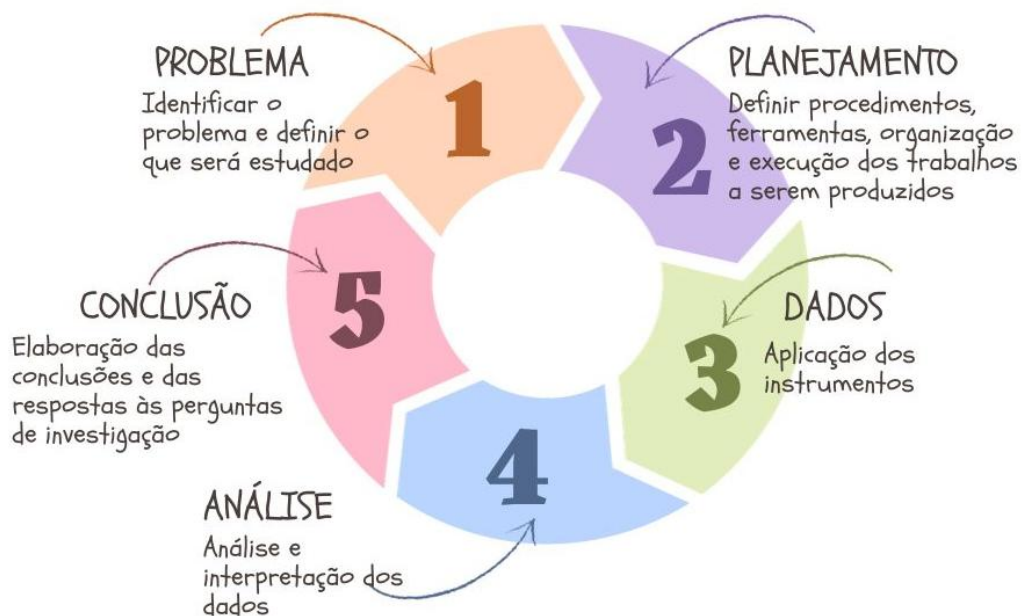 1
PROBLEMA
Identificar o
problema e definir o
que será estudado
2
PLANEJAMENTO
Definir procedimentos,
ferramentas, organização
e execução dos trabalhos
a serem produzidos
3
DADOS
Aplicação dos
instrumentos
4
ANÁLISE
Análise e
interpretação dos
dados
5
CONCLUSÃO
Elaboração das
conclusões e das
respostas às perguntas
de investigação